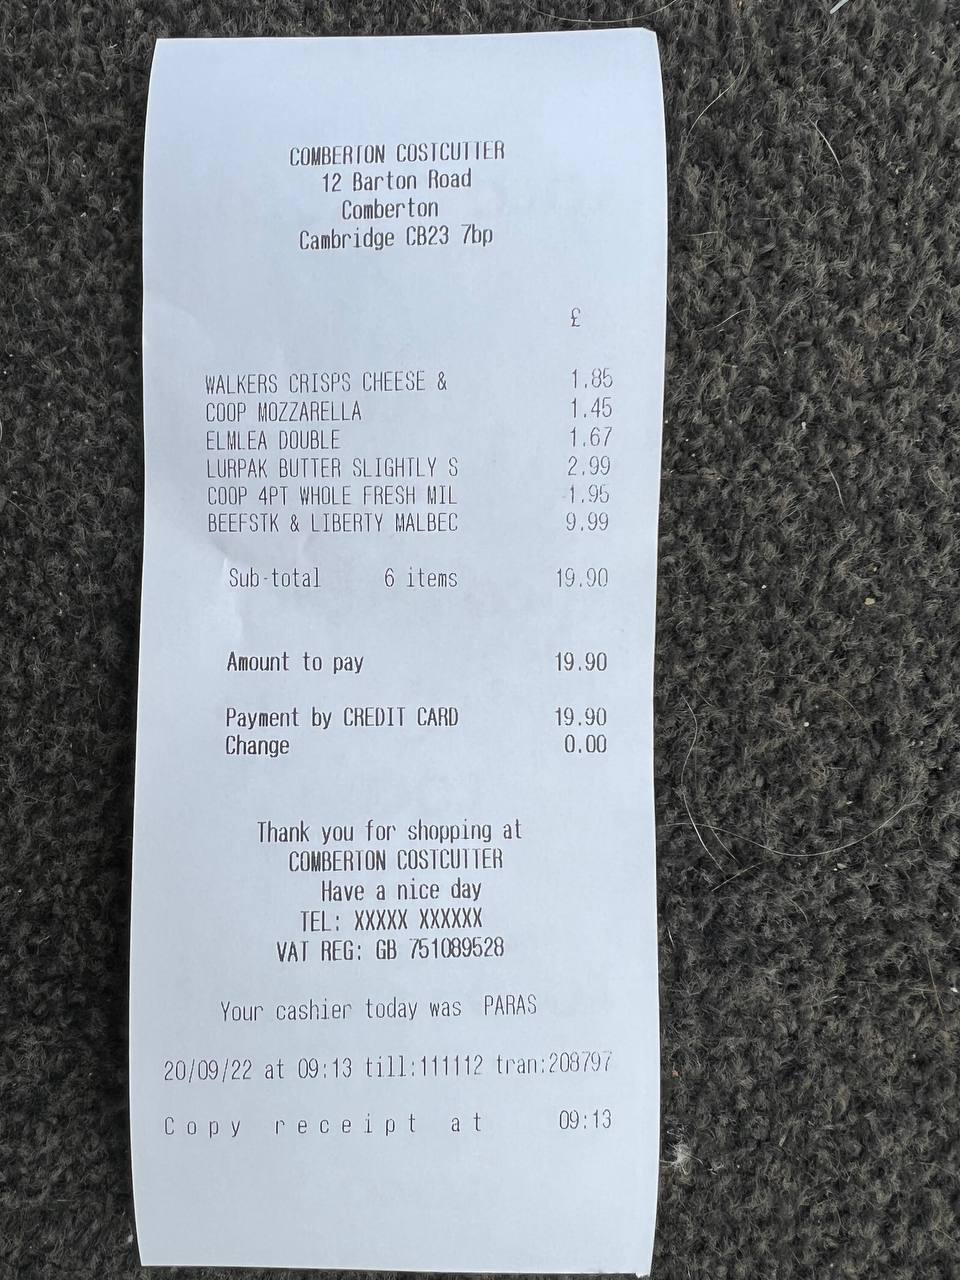 COMBERTON COSTCUTTER
12 Barton Road
Comberton
Cambridge CB23 7bp
£
WALKERS CRISPS CHEESE & 1.85
COOP MOZZARELLA 1.45
ELMLEA DOUBLE 1.67
LURPAK BUTTER SLIGHTLY S 2.99
COOP 4PT WHOLE FRESH MIL 1.95
BEEFSTK & LIBERTY MALBEC 9.99
Sub-total 6 items 19.90
Amount to pay 19.90
Payment by CREDIT CARD 19.90
Change 0.00
Thank you for shopping at
COMBERTON COSTCUTTER
Have a nice day
TEL: XXXXX XXXXXX
VAT REG: GB 751089528
Your cashier today was PARAS
20/09/22 at 09:13 till:111112 tran:208797
Copy receipt at 09:13